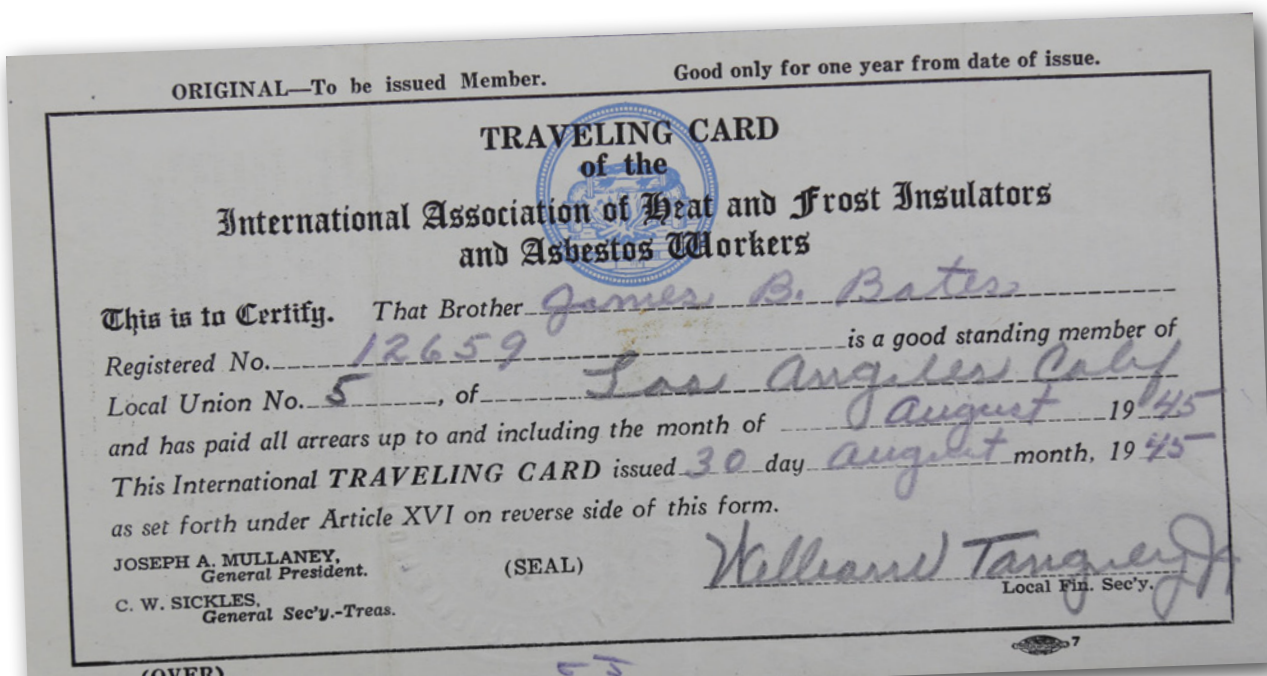 ORIGINAL—To be issued Member. Good only for one year from date of issue.
TRAVELING CARD
of the
International Association of Heat and Frost Insulators
and Asbestos Workers
This is to Certify. That Brother James B. Bates
Registered No. 12659 is a good standing member of
Local Union No. 5, of Los Angeles Calif
and has paid all arrears up to and including the month of August 1945
This International TRAVELING CARD issued 30 day August month, 1945
as set forth under Article XVI on reverse side of this form.
JOSEPH A. MULLANEY,
General President.
(SEAL)
William Tanguey Jr
Local Fin. Sec'y.
C. W. SICKLES,
General Sec'y.-Treas.
7
(OVER)